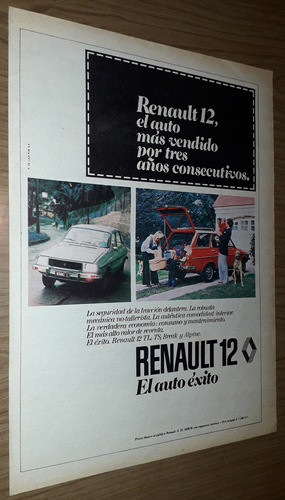 Renault 12,
el auto
más vendido
por tres
años consecutivos.
La seguridad de la tracción delantera. La robusta
mecánica no-tallerista. La auténtica comodidad interior
La verdadera economía: consumo y mantenimiento.
El más alto valor de reventa.
El éxito. Renault 12 TL, TS, Break y Alpine.
RENAULT 12
El auto éxito